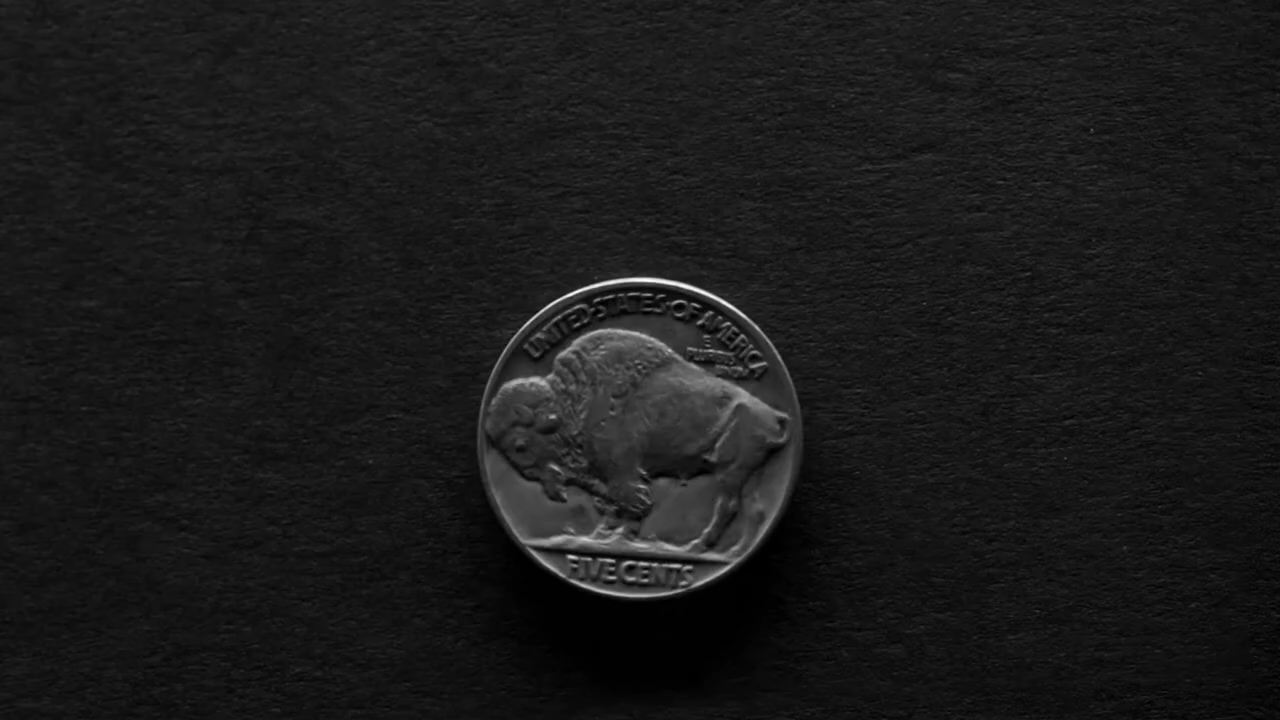 UNITED·STATES·OF AMERICA
E
PLURIBUS
UNUM
FIVE CENTS